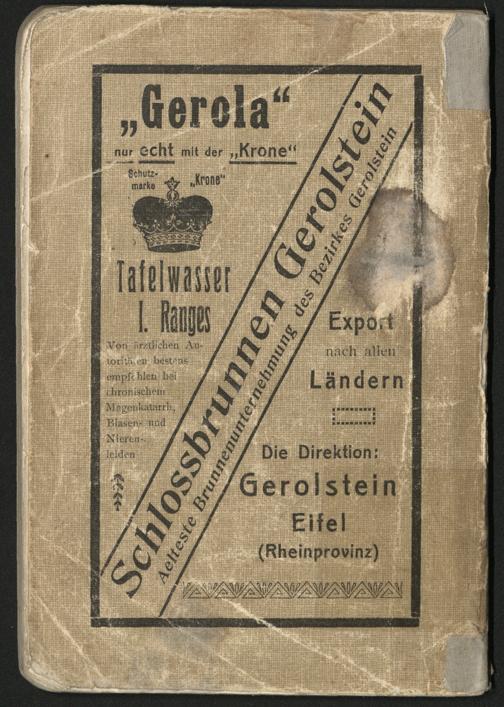 „Gerola“
nur echt mit der „Krone“
Schutz-
marke „Krone“
Tafelwasser
I. Ranges
Von ärztlichen Au-
toritäten bestens
empfohlen bei
chronischem
Magenkatarrh,
Blasen- und
Nieren-
leiden
Schlossbrunnen Gerolstein
Aelteste Brunnenunternehmung des Bezirkes Gerolstein
Export
nach allen
Ländern
Die Direktion:
Gerolstein
Eifel
(Rheinprovinz)